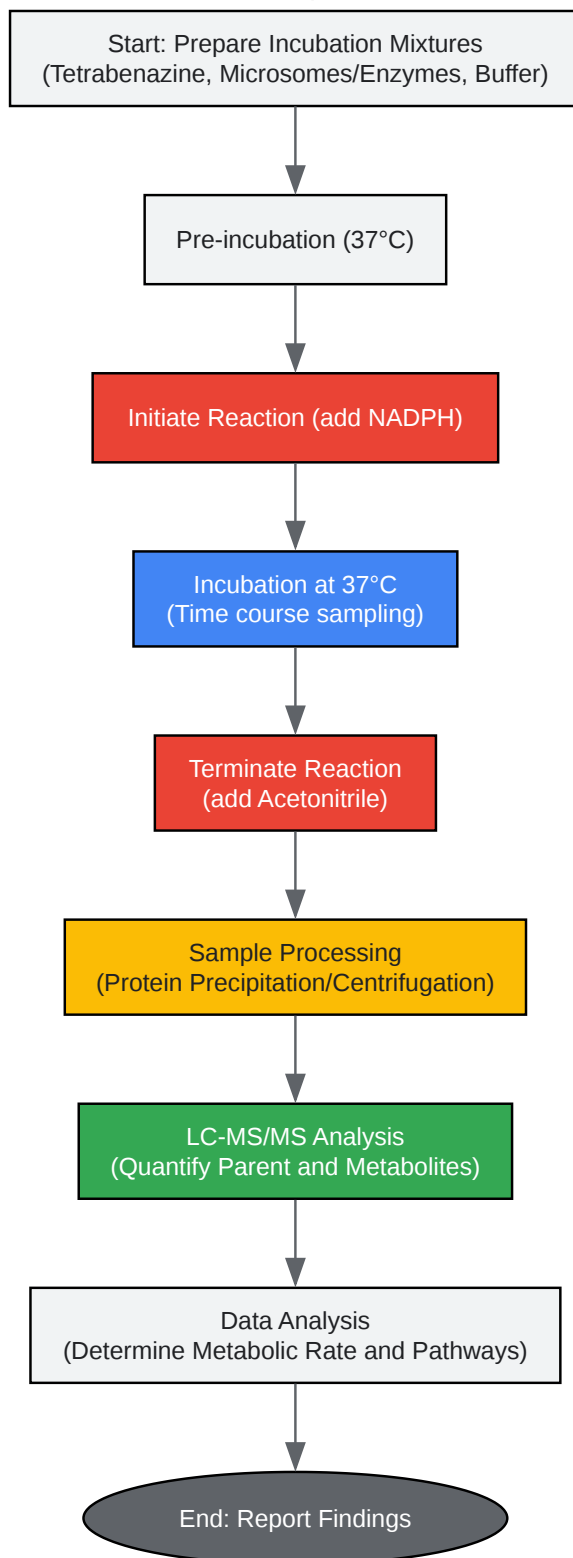 Start: Prepare Incubation Mixtures
(Tetrabenazine, Microsomes/Enzymes, Buffer)
Pre-incubation (37°C)
Initiate Reaction (add NADPH)
Incubation at 37°C
(Time course sampling)
Terminate Reaction
(add Acetonitrile)
Sample Processing
(Protein Precipitation/Centrifugation)
LC-MS/MS Analysis
(Quantify Parent and Metabolites)
Data Analysis
(Determine Metabolic Rate and Pathways)
End: Report Findings